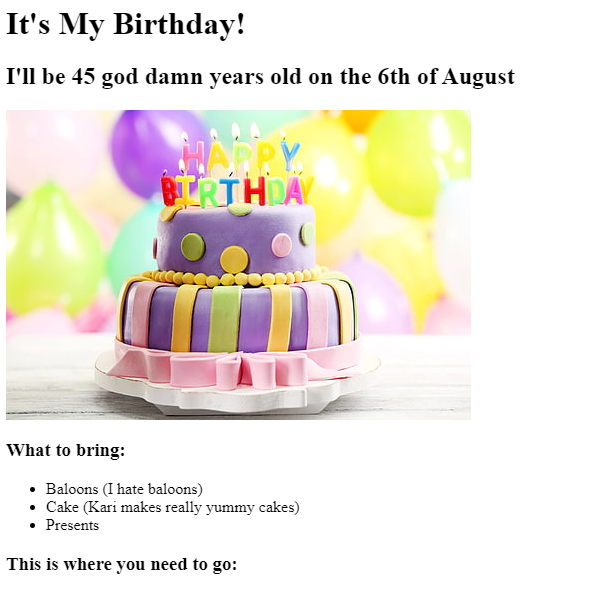 It's My Birthday!
I'll be 45 god damn years old on the 6th of August
HAPPY
BIRTHDAY
What to bring:
Baloons (I hate baloons)
Cake (Kari makes really yummy cakes)
Presents
This is where you need to go: